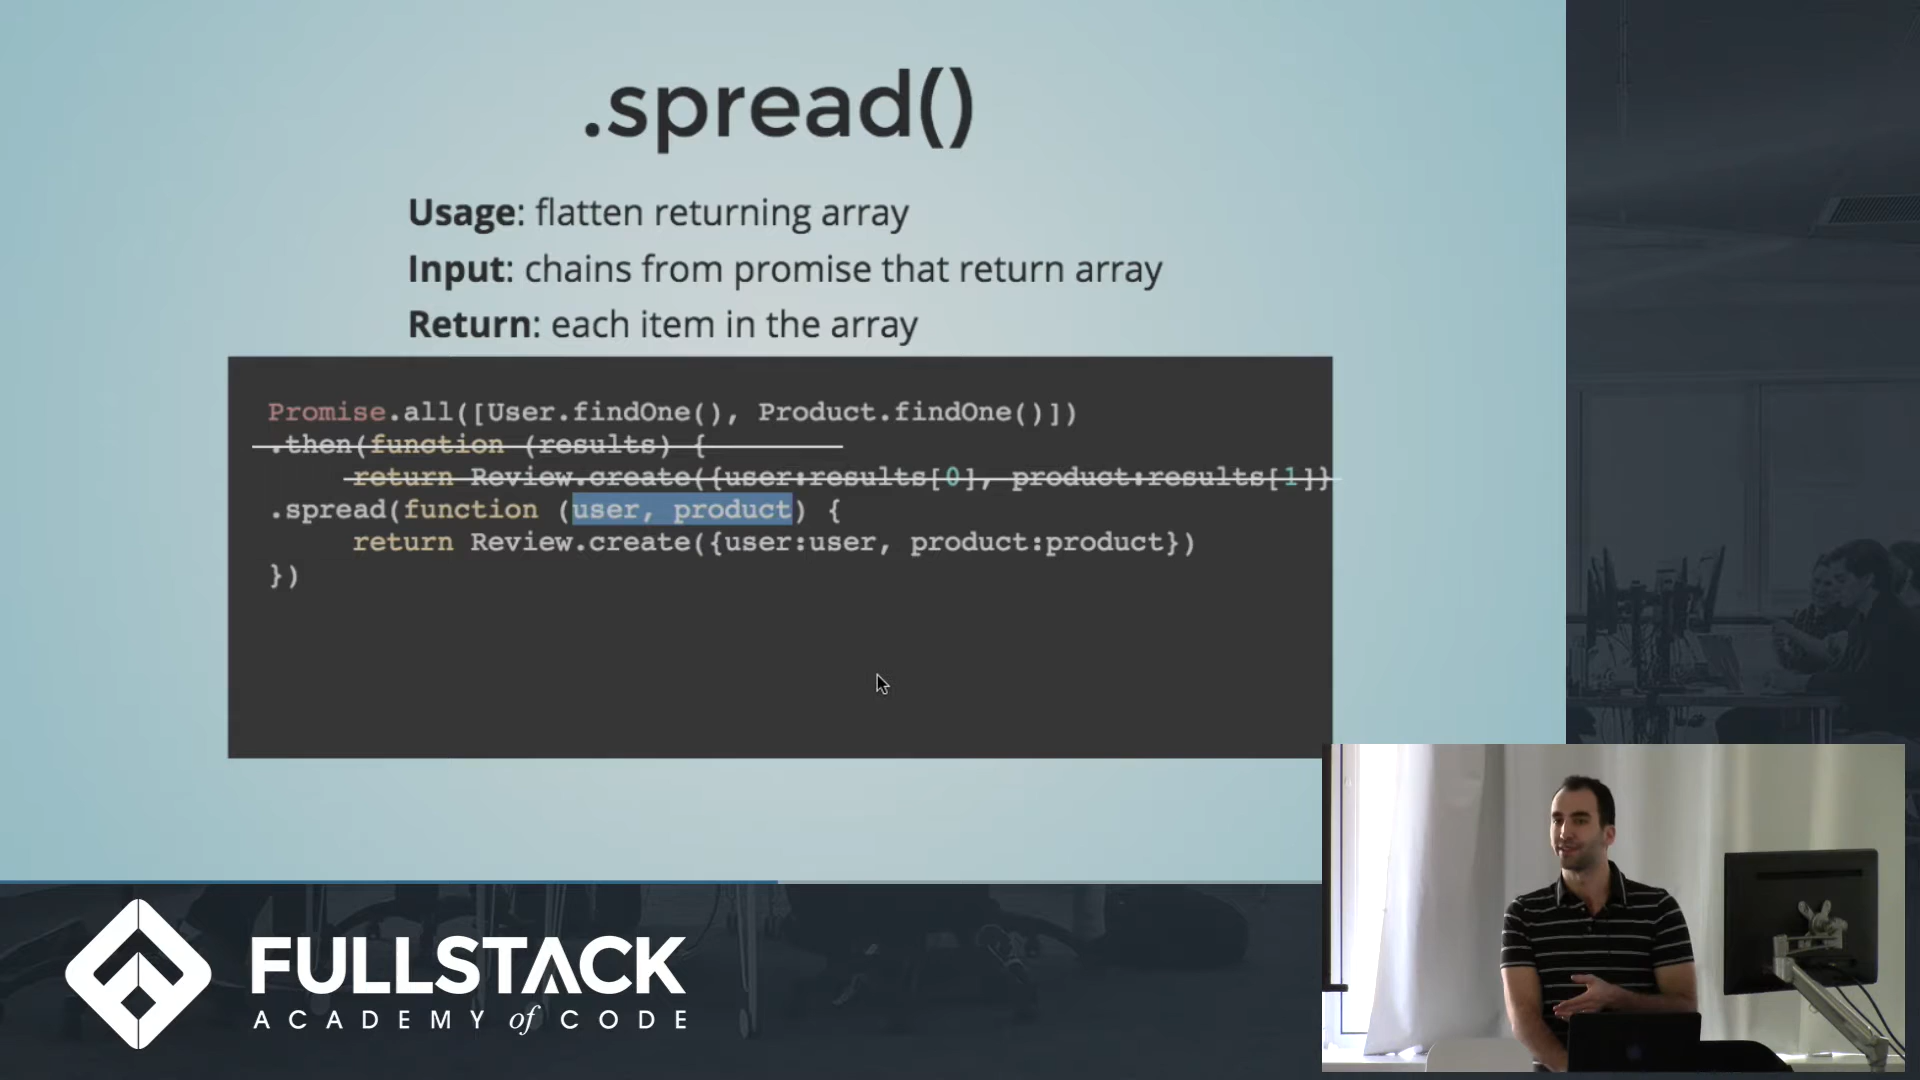 .spread()
Usage: flatten returning array
Input: chains from promise that return array
Return: each item in the array
Promise.all([User.findOne(), Product.findOne()])
.then(function (results) {
return Review.create({user:results[0], product:results[1]})
.spread(function (user, product) {
return Review.create({user:user, product:product})
})
FULLSTACK
ACADEMY of CODE